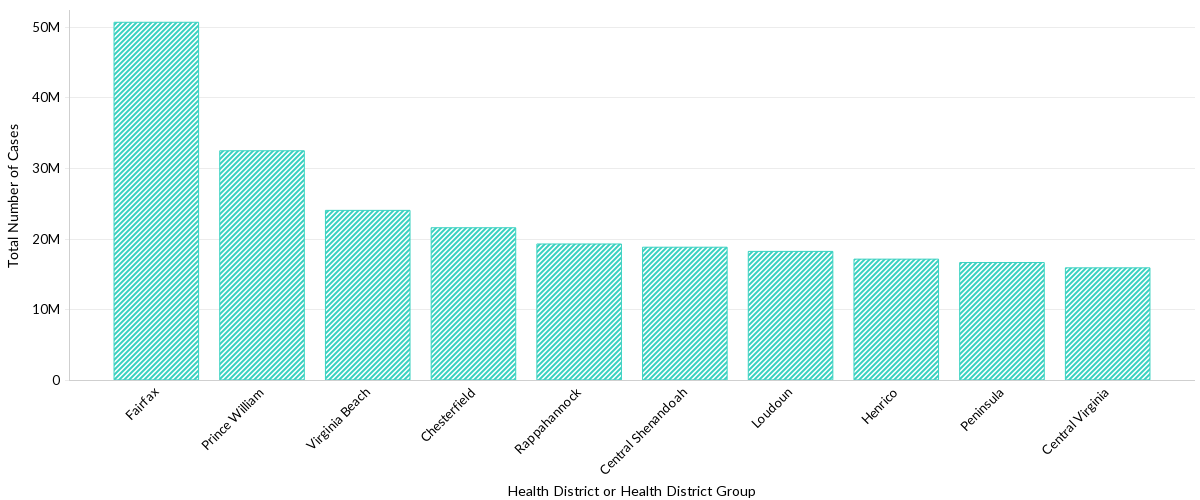 Total Number of Cases
50M
40M
30M
20M
10M
0
Fairfax
Prince William
Virginia Beach
Chesterfield
Rappahannock
Central Shenandoah
Loudoun
Henrico
Peninsula
Central Virginia
Health District or Health District Group